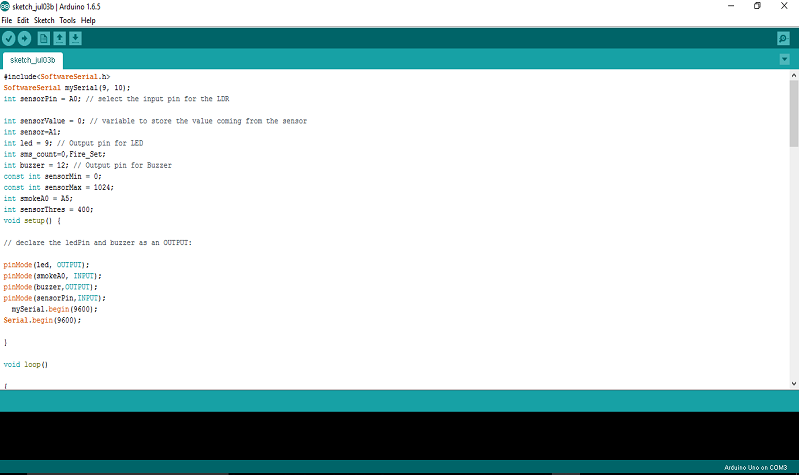 sketch_jul03b | Arduino 1.6.5
File Edit Sketch Tools Help
sketch_jul03b
#include<SoftwareSerial.h>
SoftwareSerial mySerial(9, 10);
int sensorPin = A0; // select the input pin for the LDR
int sensorValue = 0; // variable to store the value coming from the sensor
int sensor=A1;
int led = 9; // Output pin for LED
int sms_count=0,Fire_Set;
int buzzer = 12; // Output pin for Buzzer
const int sensorMin = 0;
const int sensorMax = 1024;
int smokeA0 = A5;
int sensorThres = 400;
void setup() {
// declare the ledPin and buzzer as an OUTPUT:
pinMode(led, OUTPUT);
pinMode(smokeA0, INPUT);
pinMode(buzzer,OUTPUT);
pinMode(sensorPin,INPUT);
mySerial.begin(9600);
Serial.begin(9600);
}
void loop()
{
Arduino Uno on COM3